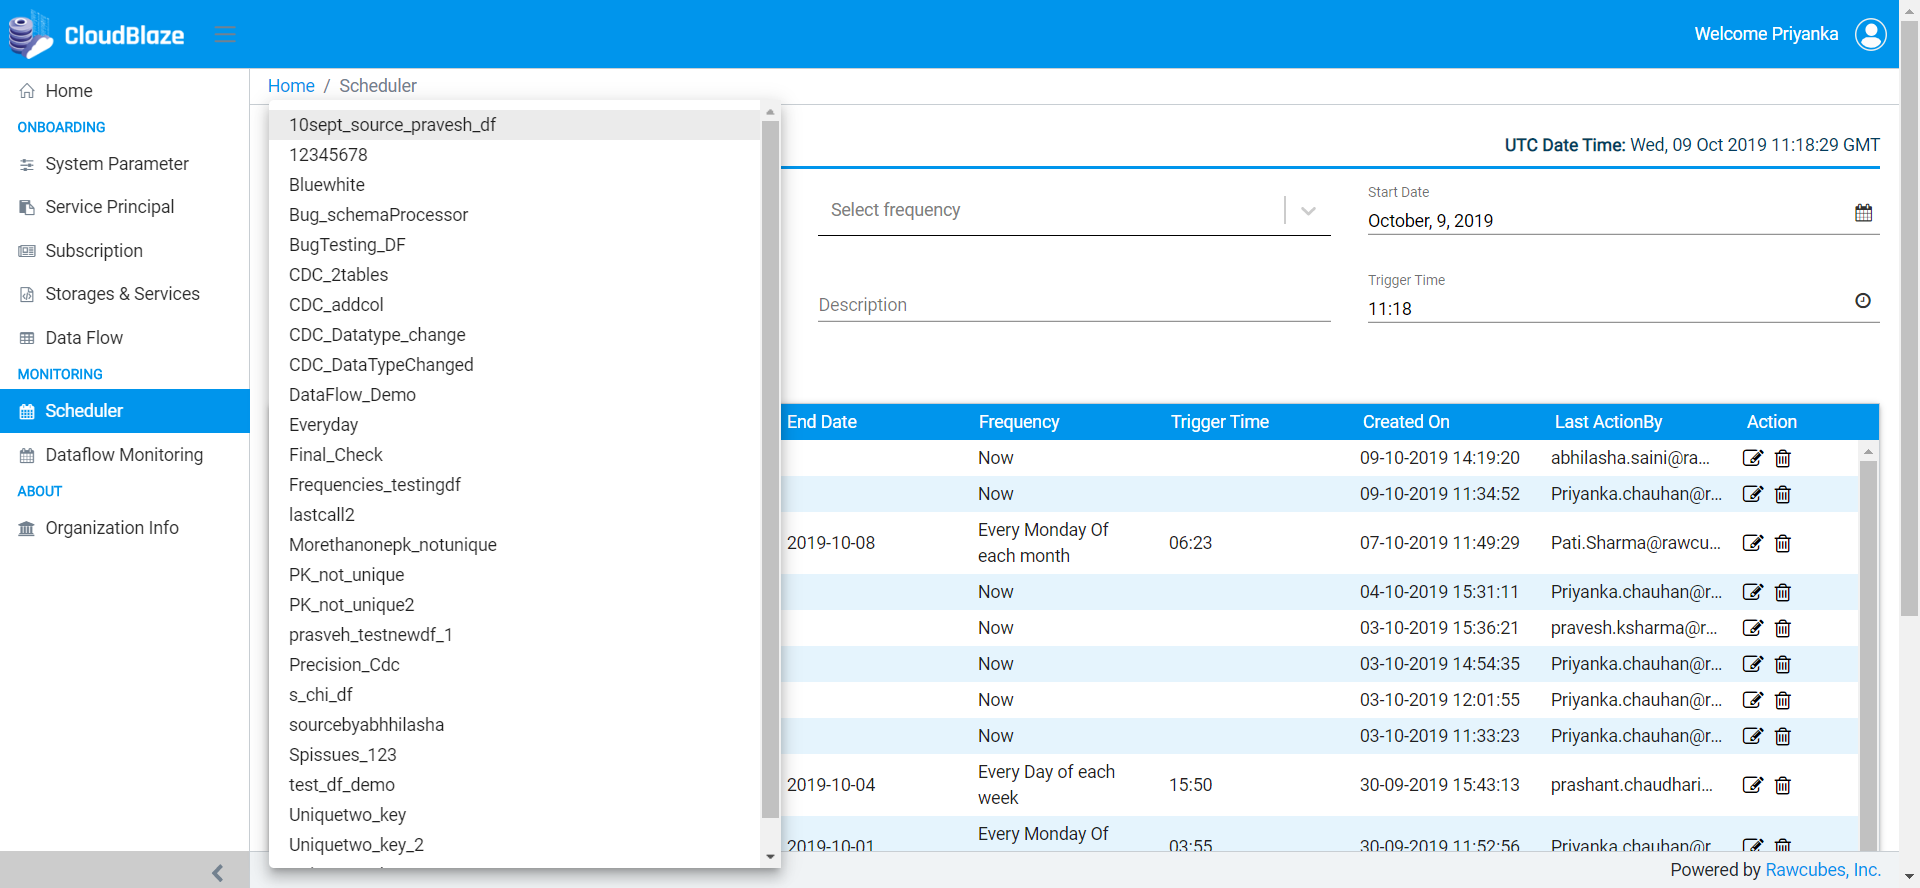 CloudBlaze
Welcome Priyanka
Home
ONBOARDING
System Parameter
Service Principal
Subscription
Storages & Services
Data Flow
MONITORING
Scheduler
Dataflow Monitoring
ABOUT
Organization Info
Home / Scheduler
10sept_source_pravesh_df
12345678
Bluewhite
Bug_schemaProcessor
BugTesting_DF
CDC_2tables
CDC_addcol
CDC_Datatype_change
CDC_DataTypeChanged
DataFlow_Demo
Everyday
Final_Check
Frequencies_testingdf
lastcall2
Morethanonepk_notunique
PK_not_unique
PK_not_unique2
prasveh_testnewdf_1
Precision_Cdc
s_chi_df
sourcebyabhhilasha
Spissues_123
test_df_demo
Uniquetwo_key
Uniquetwo_key_2
UTC Date Time: Wed, 09 Oct 2019 11:18:29 GMT
Select frequency
Start Date
October, 9, 2019
Description
Trigger Time
11:18
End Date Frequency Trigger Time Created On Last ActionBy Action
Now 09-10-2019 14:19:20 abhilasha.saini@ra...
Now 09-10-2019 11:34:52 Priyanka.chauhan@r...
2019-10-08 Every Monday Of each month 06:23 07-10-2019 11:49:29 Pati.Sharma@rawcu...
Now 04-10-2019 15:31:11 Priyanka.chauhan@r...
Now 03-10-2019 15:36:21 pravesh.ksharma@r...
Now 03-10-2019 14:54:35 Priyanka.chauhan@r...
Now 03-10-2019 12:01:55 Priyanka.chauhan@r...
Now 03-10-2019 11:33:23 Priyanka.chauhan@r...
2019-10-04 Every Day of each week 15:50 30-09-2019 15:43:13 prashant.chaudhari...
2019-10-01 Every Monday Of 03:55 30-09-2019 11:52:56 Priyanka.chauhan@r...
Powered by Rawcubes, Inc.